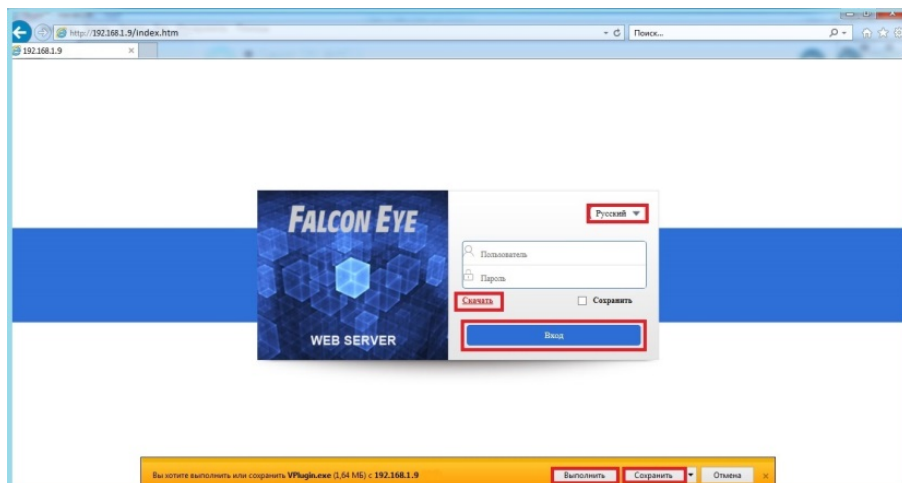 http://192.168.1.9/index.htm
Поиск...
192.168.1.9
FALCON EYE
WEB SERVER
Русский
Пользователь
Пароль
Скачать
Сохранить
Вход
Вы хотите выполнить или сохранить VPlugin.exe (1,64 МБ) с 192.168.1.9
Выполнить
Сохранить
Отмена